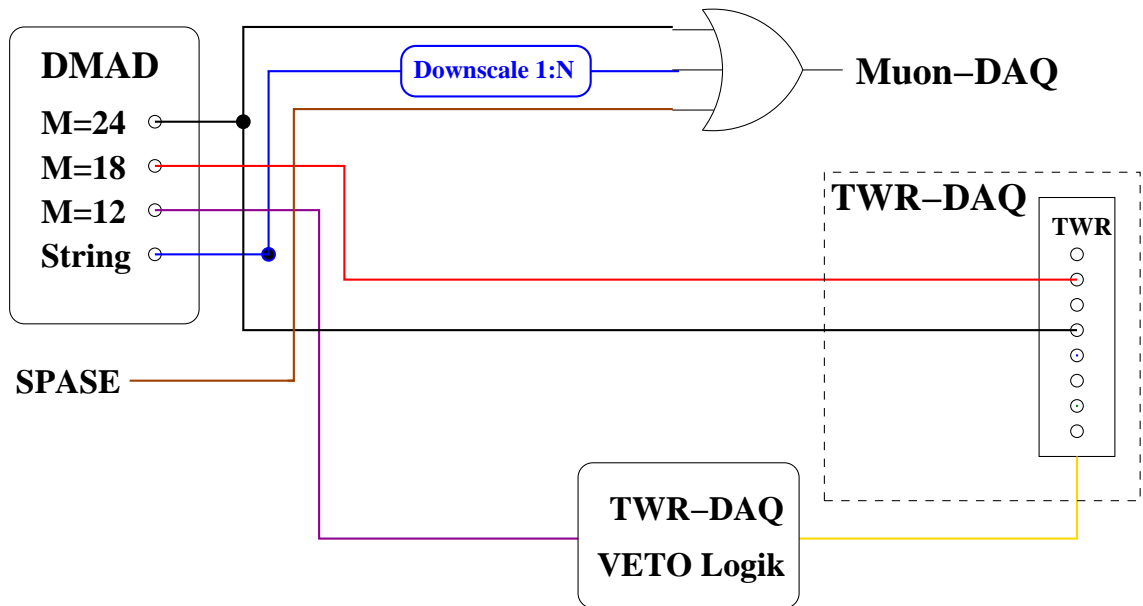 DMAD
M=24
M=18
M=12
String
SPASE
Downscale 1:N
Muon−DAQ
TWR−DAQ
TWR
TWR−DAQ
VETO Logik